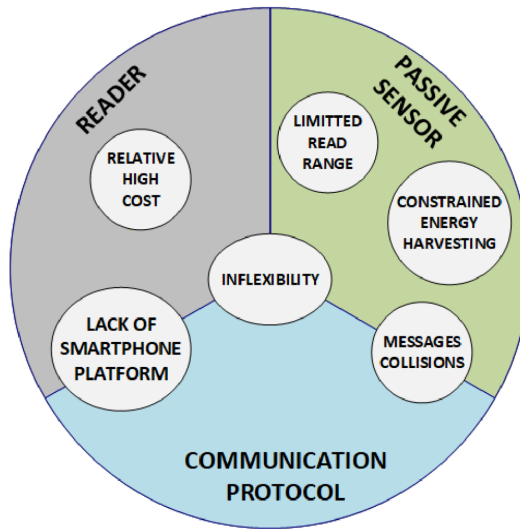 READER
PASSIVE
SENSOR
LIMITTED
READ
RANGE
RELATIVE
HIGH
COST
CONSTRAINED
ENERGY
HARVESTING
INFLEXIBILITY
LACK OF
SMARTPHONE
PLATFORM
MESSAGES
COLLISIONS
COMMUNICATION
PROTOCOL